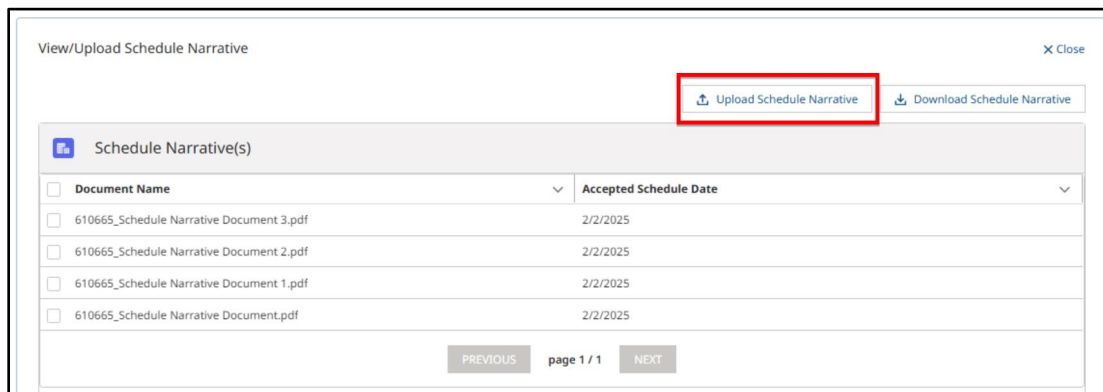 View/Upload Schedule Narrative
Close
Upload Schedule Narrative
Download Schedule Narrative
Schedule Narrative(s)
Document Name Accepted Schedule Date
610665_Schedule Narrative Document 3.pdf 2/2/2025
610665_Schedule Narrative Document 2.pdf 2/2/2025
610665_Schedule Narrative Document 1.pdf 2/2/2025
610665_Schedule Narrative Document.pdf 2/2/2025
PREVIOUS page 1 / 1 NEXT